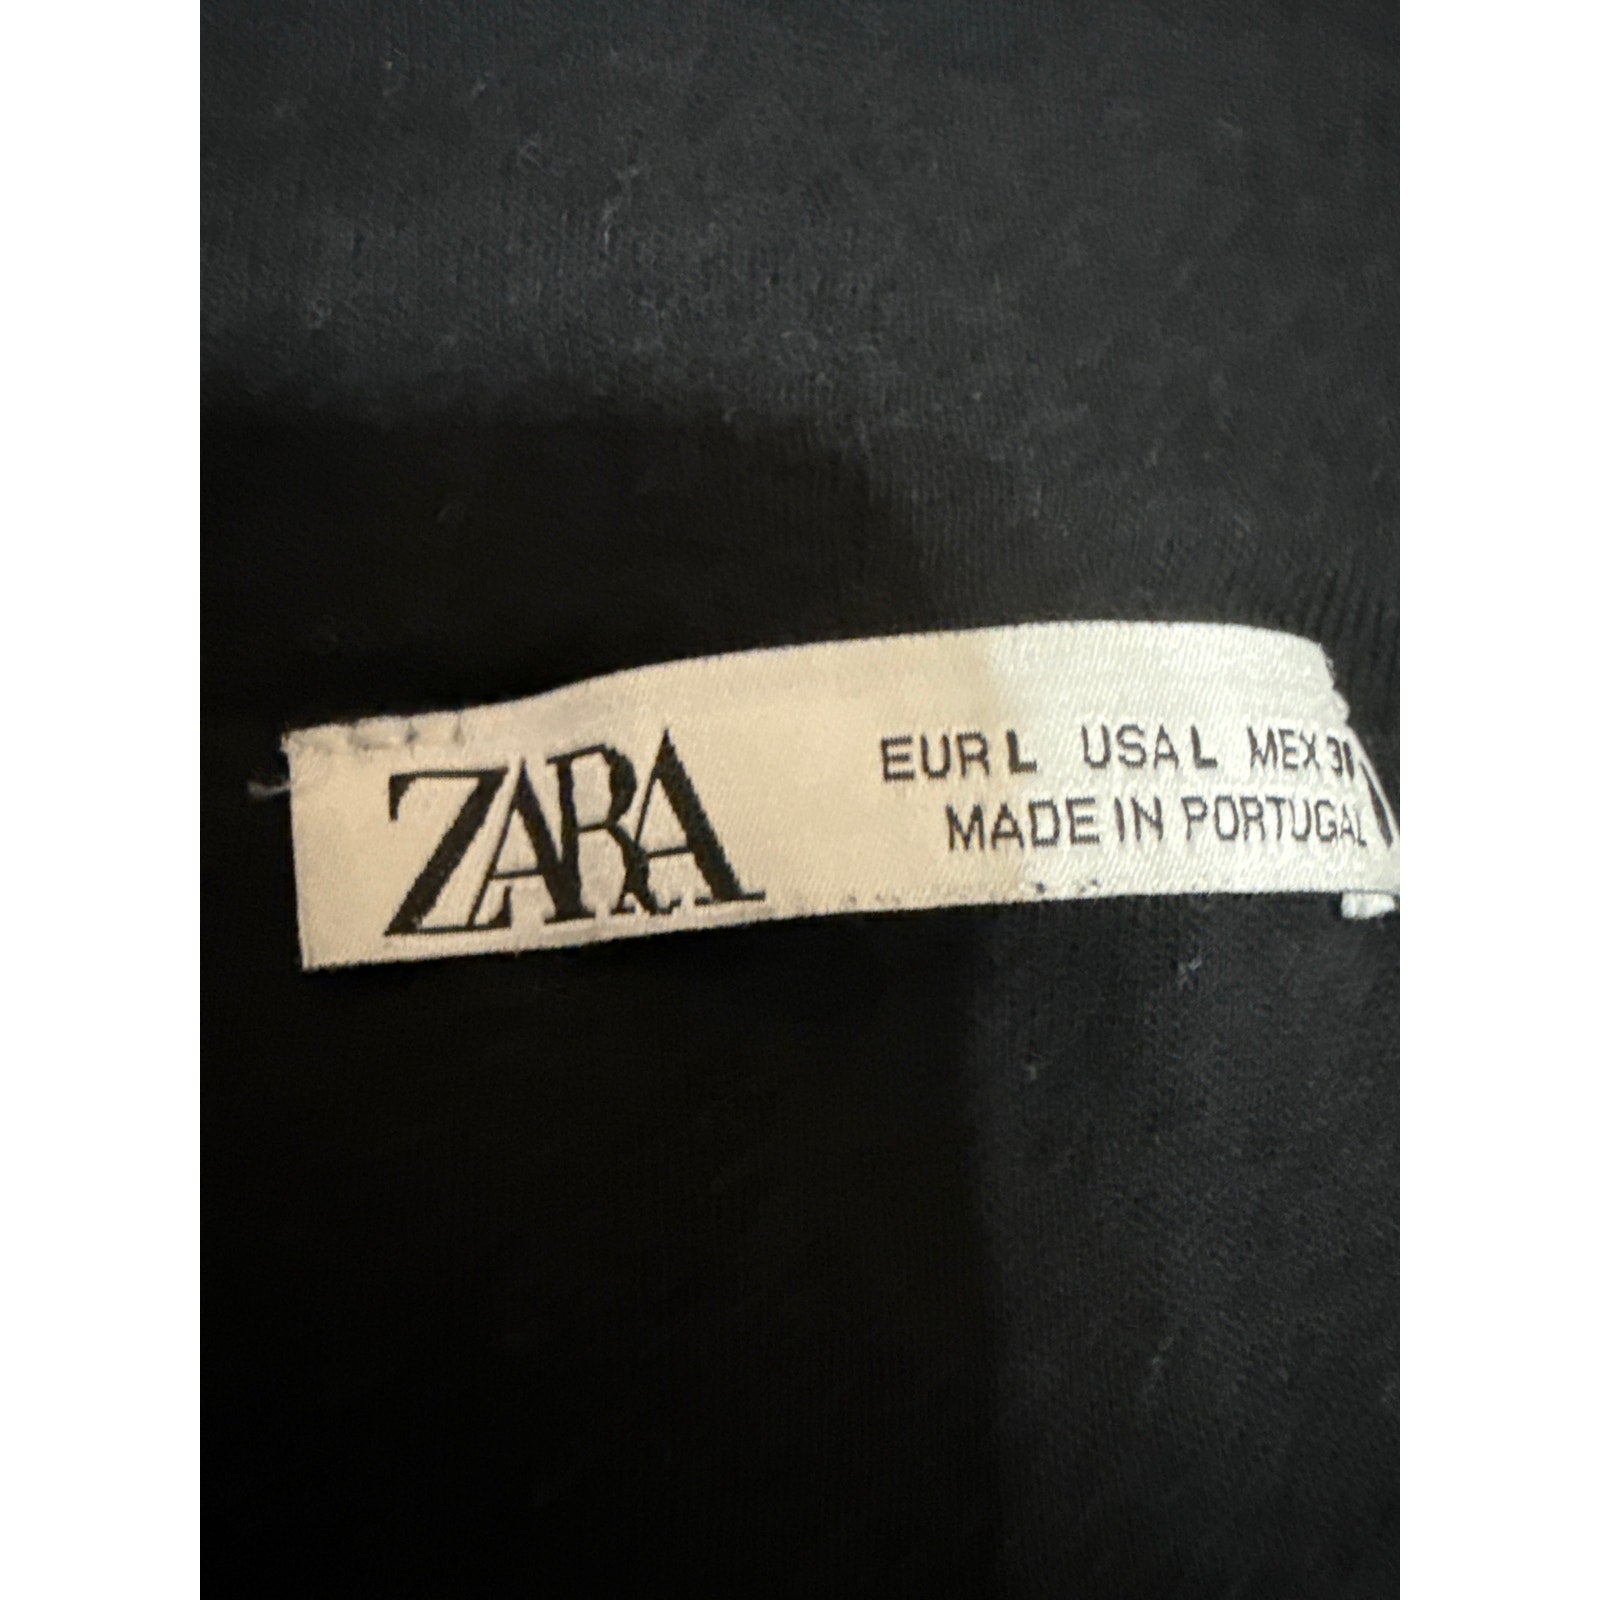 ZARA
EUR L USA L MEX
MADE IN PORTUGAL